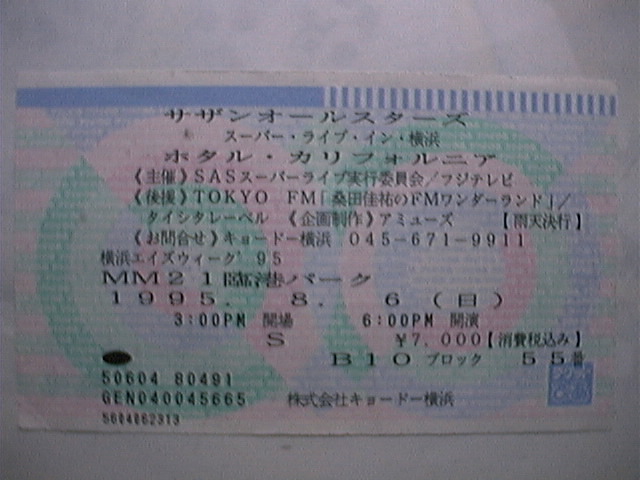 サザンオールスターズ
スーパー・ライブ・イン・横浜
ホタル・カリフォルニア
《主催》SASスーパーライブ実行委員会／フジテレビ
《後援》TOKYO FM「桑田佳祐のFMワンダーランド」／
タイシタレーベル 《企画制作》アミューズ 【雨天決行】
《お問合せ》キョードー横浜 045-671-9911
横浜エイズウィーク'95
MM21臨港パーク
1995. 8. 6 (日)
3:00PM 開場 6:00PM 開演
S ¥7,000【消費税込み】
B10 ブロック 55番
50604 80491
GEN040045665 株式会社キョードー横浜
5604062313